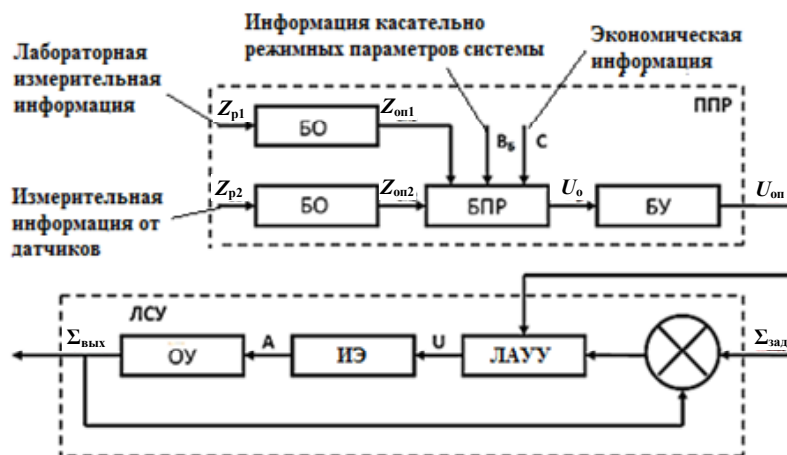 Информация касательно
режимных параметров системы
Экономическая
информация
Лабораторная
измерительная
информация
ППР
Zр1
БО
Zоп1
ВБ
С
Измерительная
информация от
датчиков
Zр2
БО
Zоп2
БПР
Uо
БУ
Uоп
ЛСУ
Σвых
ОУ
А
ИЭ
U
ЛАУУ
Σзад